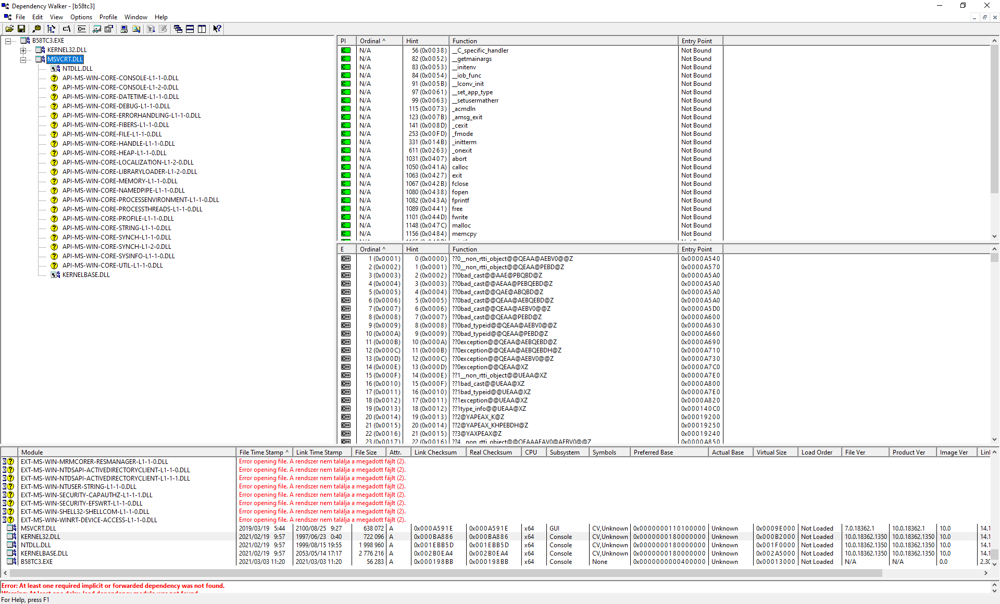 Dependency Walker - [b58tc3]
File Edit View Options Profile Window Help
B58TC3.EXE
KERNEL32.DLL
MSVCRT.DLL
NTDLL.DLL
API-MS-WIN-CORE-CONSOLE-L1-1-0.DLL
API-MS-WIN-CORE-CONSOLE-L1-2-0.DLL
API-MS-WIN-CORE-DATETIME-L1-1-0.DLL
API-MS-WIN-CORE-DEBUG-L1-1-0.DLL
API-MS-WIN-CORE-ERRORHANDLING-L1-1-0.DLL
API-MS-WIN-CORE-FIBERS-L1-1-0.DLL
API-MS-WIN-CORE-FILE-L1-1-0.DLL
API-MS-WIN-CORE-HANDLE-L1-1-0.DLL
API-MS-WIN-CORE-HEAP-L1-1-0.DLL
API-MS-WIN-CORE-LOCALIZATION-L1-2-0.DLL
API-MS-WIN-CORE-LIBRARYLOADER-L1-2-0.DLL
API-MS-WIN-CORE-MEMORY-L1-1-0.DLL
API-MS-WIN-CORE-NAMEDPIPE-L1-1-0.DLL
API-MS-WIN-CORE-PROCESSENVIRONMENT-L1-1-0.DLL
API-MS-WIN-CORE-PROCESSTHREADS-L1-1-0.DLL
API-MS-WIN-CORE-PROFILE-L1-1-0.DLL
API-MS-WIN-CORE-STRING-L1-1-0.DLL
API-MS-WIN-CORE-SYNCH-L1-1-0.DLL
API-MS-WIN-CORE-SYNCH-L1-2-0.DLL
API-MS-WIN-CORE-SYSINFO-L1-1-0.DLL
API-MS-WIN-CORE-UTIL-L1-1-0.DLL
KERNELBASE.DLL
PI Ordinal ^ Hint Function Entry Point
C N/A 56 (0x0038) __C_specific_handler Not Bound
C N/A 82 (0x0052) __getmainargs Not Bound
C N/A 83 (0x0053) __initenv Not Bound
C N/A 84 (0x0054) __iob_func Not Bound
C N/A 91 (0x005B) __lconv_init Not Bound
C N/A 97 (0x0061) __set_app_type Not Bound
C N/A 99 (0x0063) __setusermatherr Not Bound
C N/A 115 (0x0073) _acmdln Not Bound
C N/A 123 (0x007B) _amsg_exit Not Bound
C N/A 141 (0x008D) _cexit Not Bound
C N/A 253 (0x00FD) _fmode Not Bound
C N/A 331 (0x014B) _initterm Not Bound
C N/A 611 (0x0263) _onexit Not Bound
C N/A 1031 (0x0407) abort Not Bound
C N/A 1050 (0x041A) calloc Not Bound
C N/A 1063 (0x0427) exit Not Bound
C N/A 1067 (0x042B) fclose Not Bound
C N/A 1080 (0x0438) fopen Not Bound
C N/A 1082 (0x043A) fprintf Not Bound
C N/A 1089 (0x0441) free Not Bound
C N/A 1101 (0x044D) fwrite Not Bound
C N/A 1148 (0x047C) malloc Not Bound
C N/A 1156 (0x0484) memcpy Not Bound
E Ordinal ^ Hint Function Entry Point
C++ 1 (0x0001) 0 (0x0000) ??0__non_rtti_object@@QEAA@AEBV0@@Z 0x0000A540
C++ 2 (0x0002) 1 (0x0001) ??0__non_rtti_object@@QEAA@PEBD@Z 0x0000A570
C++ 3 (0x0003) 2 (0x0002) ??0bad_cast@@AAE@PBQBD@Z 0x0000A5A0
C++ 4 (0x0004) 3 (0x0003) ??0bad_cast@@AEAA@PEBQEBD@Z 0x0000A5A0
C++ 5 (0x0005) 4 (0x0004) ??0bad_cast@@QAE@ABQBD@Z 0x0000A5A0
C++ 6 (0x0006) 5 (0x0005) ??0bad_cast@@QEAA@AEBQEBD@Z 0x0000A5A0
C++ 7 (0x0007) 6 (0x0006) ??0bad_cast@@QEAA@AEBV0@@Z 0x0000A5D0
C++ 8 (0x0008) 7 (0x0007) ??0bad_cast@@QEAA@PEBD@Z 0x0000A600
C++ 9 (0x0009) 8 (0x0008) ??0bad_typeid@@QEAA@AEBV0@@Z 0x0000A630
C++ 10 (0x000A) 9 (0x0009) ??0bad_typeid@@QEAA@PEBD@Z 0x0000A660
C++ 11 (0x000B) 10 (0x000A) ??0exception@@QEAA@AEBQEBD@Z 0x0000A690
C++ 12 (0x000C) 11 (0x000B) ??0exception@@QEAA@AEBQEBDH@Z 0x0000A710
C++ 13 (0x000D) 12 (0x000C) ??0exception@@QEAA@AEBV0@@Z 0x0000A730
C++ 14 (0x000E) 13 (0x000D) ??0exception@@QEAA@XZ 0x0000A7C0
C++ 15 (0x000F) 14 (0x000E) ??1__non_rtti_object@@UEAA@XZ 0x0000A7E0
C++ 16 (0x0010) 15 (0x000F) ??1bad_cast@@UEAA@XZ 0x0000A800
C++ 17 (0x0011) 16 (0x0010) ??1bad_typeid@@UEAA@XZ 0x0000A7E0
C++ 18 (0x0012) 17 (0x0011) ??1exception@@UEAA@XZ 0x0000A820
C++ 19 (0x0013) 18 (0x0012) ??1type_info@@UEAA@XZ 0x000140C0
C++ 20 (0x0014) 19 (0x0013) ??2@YAPEAX_K@Z 0x00019200
C++ 21 (0x0015) 20 (0x0014) ??2@YAPEAX_KHPEBDH@Z 0x00019250
C++ 22 (0x0016) 21 (0x0015) ??3@YAXPEAX@Z 0x00019240
C++ 23 (0x0017) 22 (0x0016) ??4__non_rtti_object@@QEAAAEAV0@AEBV0@@Z 0x0000A850
Module File Time Stamp ^ Link Time Stamp File Size Attr. Link Checksum Real Checksum CPU Subsystem Symbols Preferred Base Actual Base Virtual Size Load Order File Ver Product Ver Image Ver Linl
EXT-MS-WIN-MRMCORER-RESMANAGER-L1-1-0.DLL Error opening file. A rendszer nem találja a megadott fájlt (2).
EXT-MS-WIN-NTDSAPI-ACTIVEDIRECTORYCLIENT-L1-1-0.DLL Error opening file. A rendszer nem találja a megadott fájlt (2).
EXT-MS-WIN-NTDSAPI-ACTIVEDIRECTORYCLIENT-L1-1-1.DLL Error opening file. A rendszer nem találja a megadott fájlt (2).
EXT-MS-WIN-NTUSER-STRING-L1-1-0.DLL Error opening file. A rendszer nem találja a megadott fájlt (2).
EXT-MS-WIN-SECURITY-CAPAUTHZ-L1-1-1.DLL Error opening file. A rendszer nem találja a megadott fájlt (2).
EXT-MS-WIN-SECURITY-EFSWRT-L1-1-0.DLL Error opening file. A rendszer nem találja a megadott fájlt (2).
EXT-MS-WIN-SHELL32-SHELLCOM-L1-1-0.DLL Error opening file. A rendszer nem találja a megadott fájlt (2).
EXT-MS-WIN-WINRT-DEVICE-ACCESS-L1-1-0.DLL Error opening file. A rendszer nem találja a megadott fájlt (2).
MSVCRT.DLL 2019/03/19 5:44 2100/08/25 9:27 638 072 A 0x000A591E 0x000A591E x64 GUI CV,Unknown 0x0000000110100000 Unknown 0x0009E000 Not Loaded 7.0.18362.1 10.0.18362.1 10.0 14.1
KERNEL32.DLL 2021/02/19 9:57 1997/06/23 0:40 722 096 A 0x000BA886 0x000BA886 x64 Console CV,Unknown 0x0000000180000000 Unknown 0x000B2000 Not Loaded 10.0.18362.1350 10.0.18362.1350 10.0 14.1
NTDLL.DLL 2021/02/19 9:57 1999/08/15 19:55 1 998 960 A 0x001EBB5D 0x001EBB5D x64 Console CV,Unknown 0x0000000180000000 Unknown 0x001F0000 Not Loaded 10.0.18362.1350 10.0.18362.1350 10.0 14.1
KERNELBASE.DLL 2021/02/19 9:57 2053/05/14 17:17 2 776 216 A 0x002B0EA4 0x002B0EA4 x64 Console CV,Unknown 0x0000000180000000 Unknown 0x002A5000 Not Loaded 10.0.18362.1350 10.0.18362.1350 10.0 14.1
B58TC3.EXE 2021/03/03 11:20 2021/03/03 11:20 56 283 A 0x000198BB 0x000198BB x64 Console None 0x0000000000400000 Unknown 0x00013000 Not Loaded N/A N/A 0.0 2.30
Error: At least one required implicit or forwarded dependency was not found.
Warning: At least one delay-load dependency module was not found.
For Help, press F1